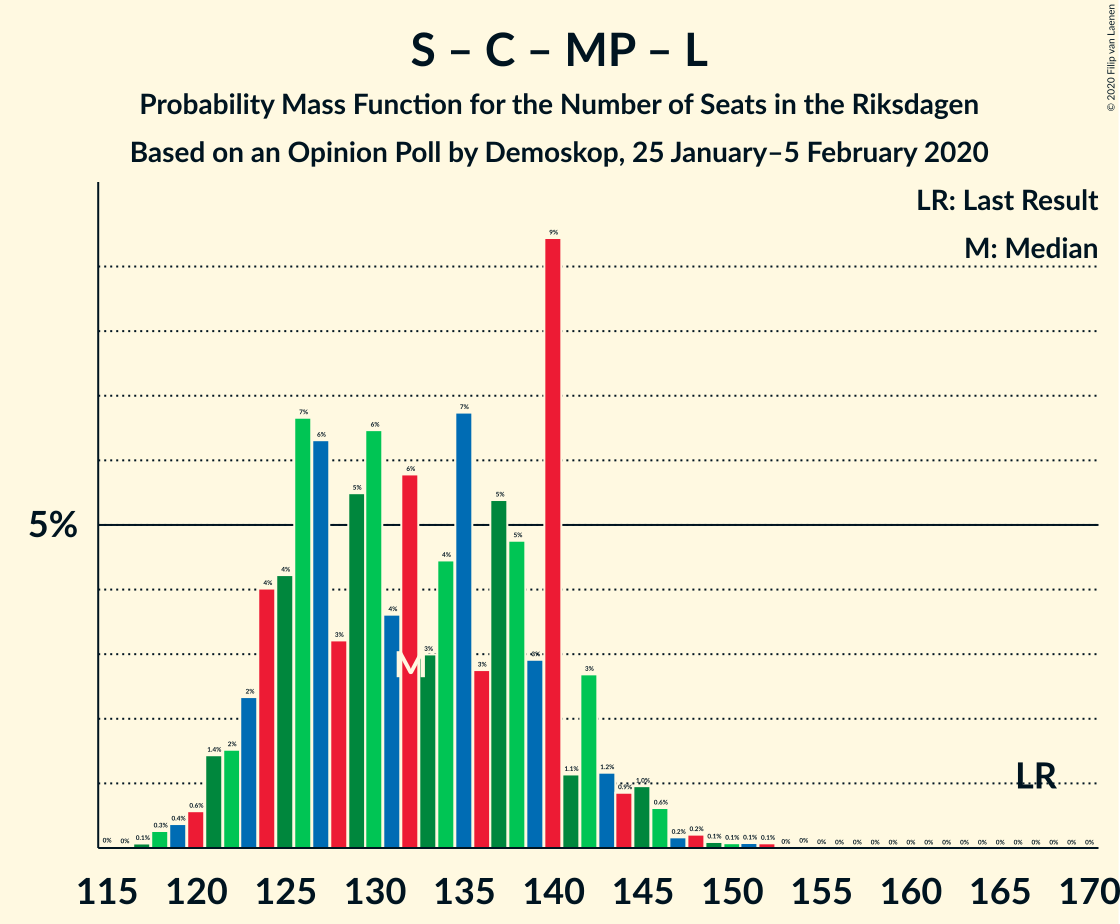 S – C – MP – L
Probability Mass Function for the Number of Seats in the Riksdagen
Based on an Opinion Poll by Demoskop, 25 January–5 February 2020
© 2020 Filip van Laenen
LR: Last Result
M: Median
5%
0% 0% 0.1% 0.3% 0.4% 0.6% 1.4% 2% 2% 4% 4% 7% 6% 3% 5% 6% 4% 6% 3% 4% 7% 3% 5% 5% 3% 9% 1.1% 3% 1.2% 0.9% 1.0% 0.6% 0.2% 0.2% 0.1% 0.1% 0.1% 0.1% 0% 0% 0% 0% 0% 0% 0% 0% 0% 0% 0% 0% 0% 0% 0% 0% 0% 0%
M
LR
115 120 125 130 135 140 145 150 155 160 165 170